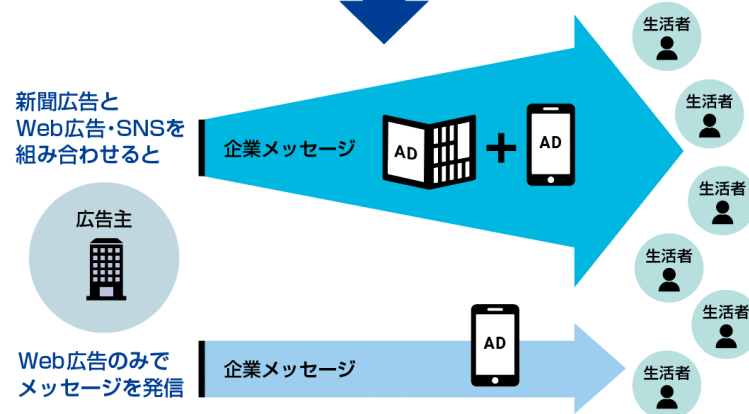 新聞広告と
Web広告・SNSを
組み合わせると
企業メッセージ
AD
AD
広告主
Web広告のみで
メッセージを発信
企業メッセージ
AD
生活者
生活者
生活者
生活者
生活者
生活者